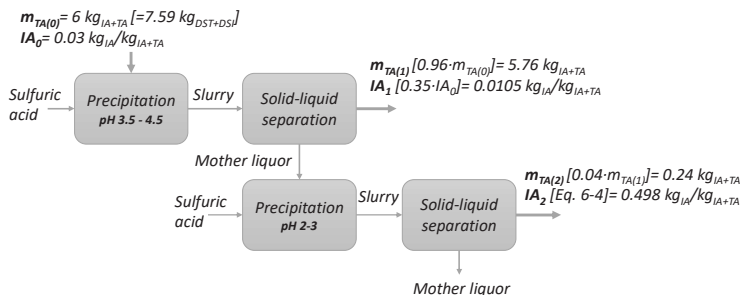 m_TA(0)= 6 kg_IA+TA [=7.59 kg_DST+DSI]
IA_0= 0.03 kg_IA/kg_IA+TA
Sulfuric
acid
Precipitation
pH 3.5 - 4.5
Slurry
Solid-liquid
separation
m_TA(1) [0.96·m_TA(0)]= 5.76 kg_IA+TA
IA_1 [0.35·IA_0]= 0.0105 kg_IA/kg_IA+TA
Mother liquor
Sulfuric
acid
Precipitation
pH 2-3
Slurry
Solid-liquid
separation
m_TA(2) [0.04·m_TA(1)]= 0.24 kg_IA+TA
IA_2 [Eq. 6-4]= 0.498 kg_IA/kg_IA+TA
Mother liquor